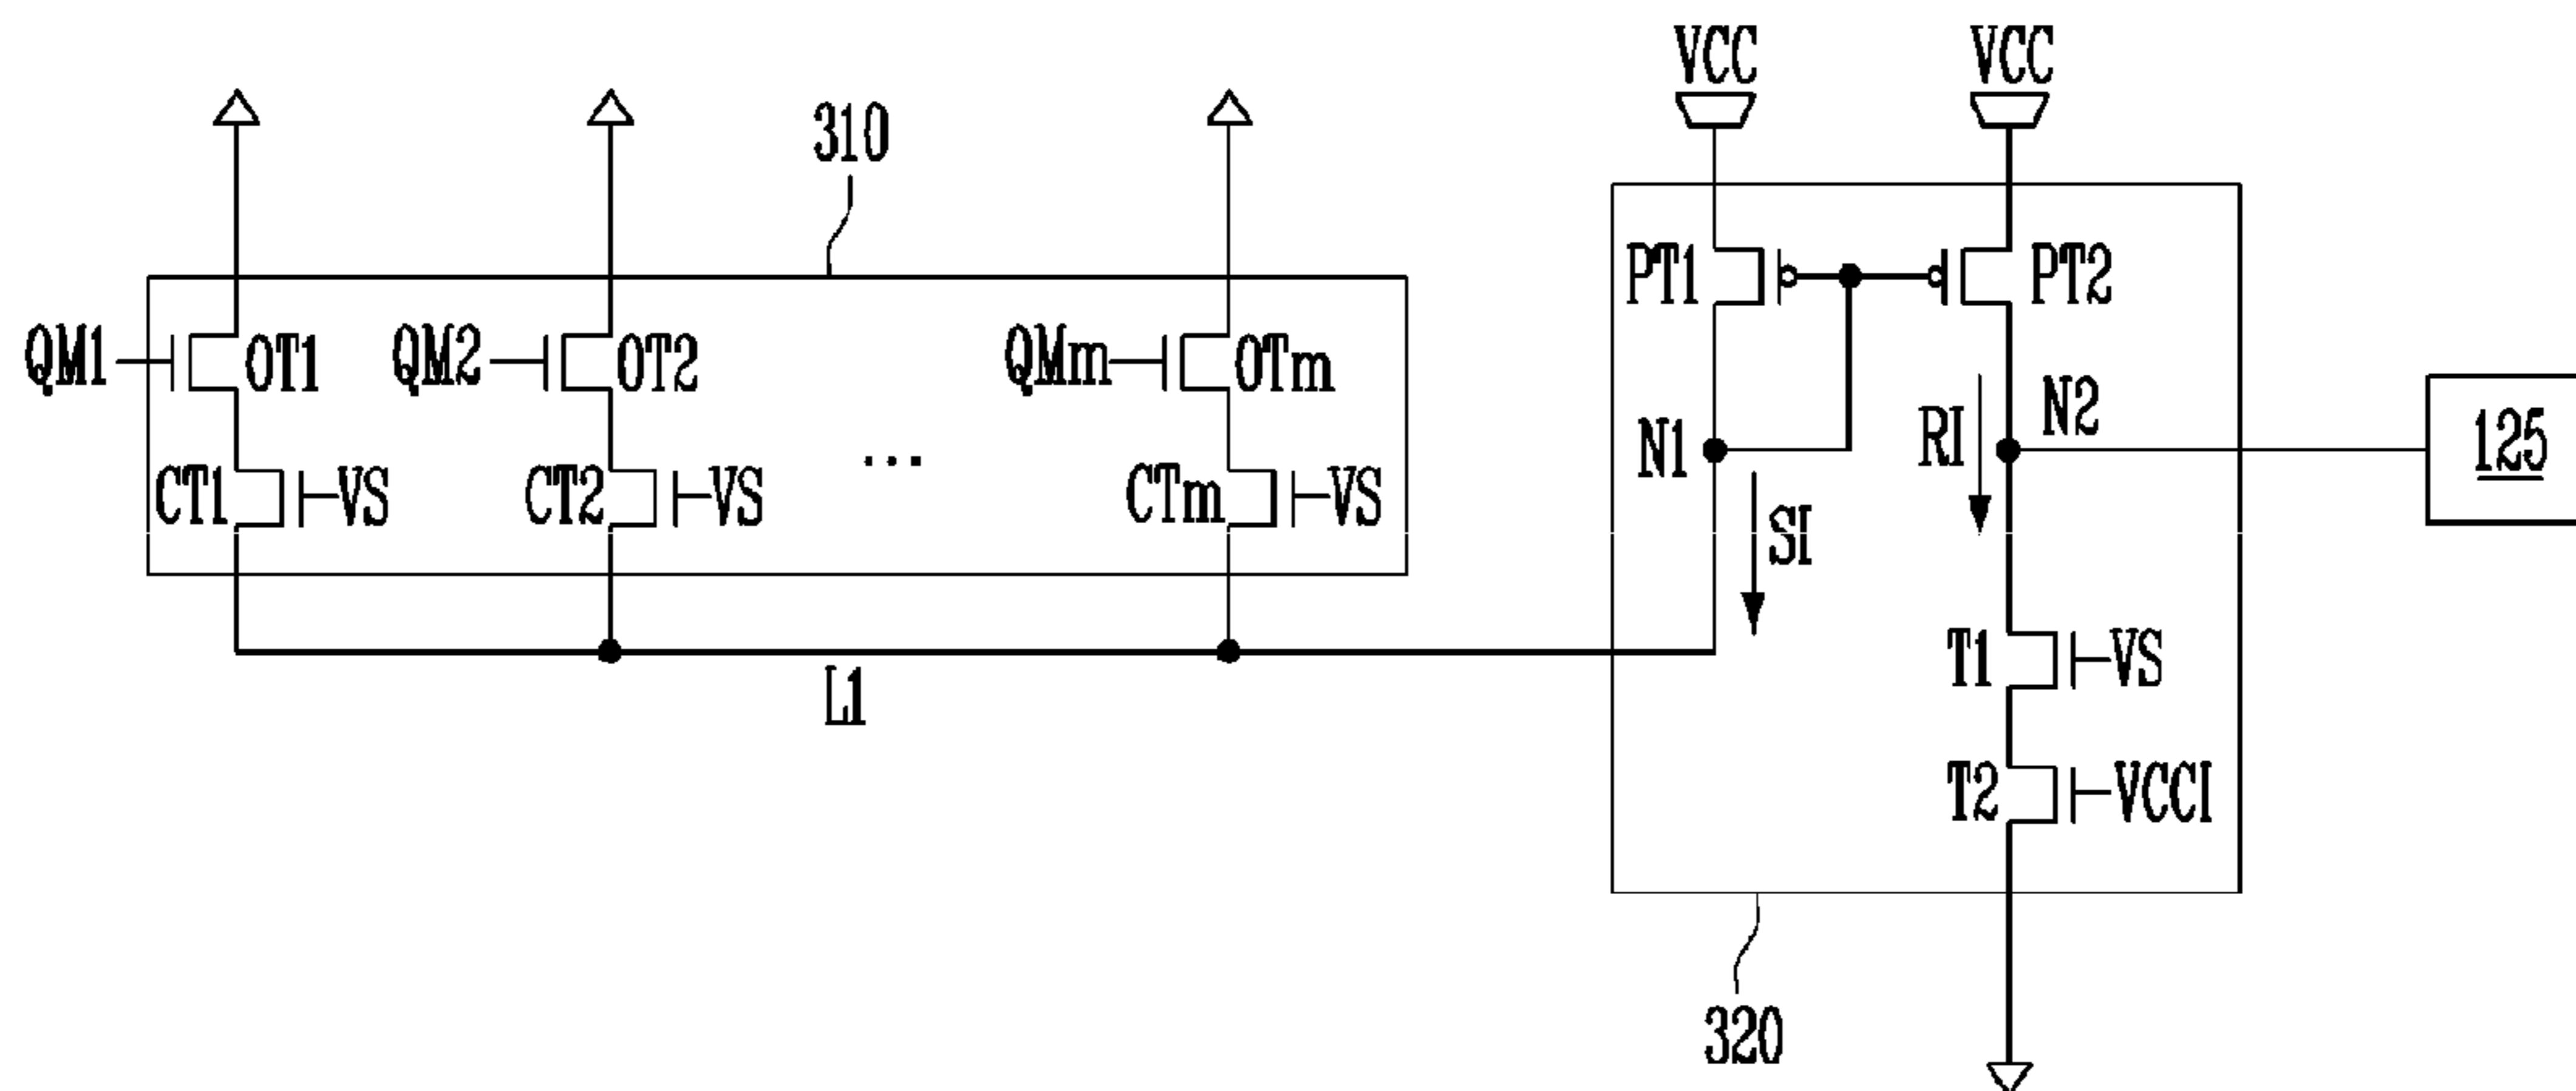 VCC VCC
310
PT1 PT2
QM1 OT1 QM2 OT2 QMm OTm
N1 RI N2
125
CT1 VS CT2 VS ... CTm VS
SI
L1
T1 VS
T2 VCCI
320